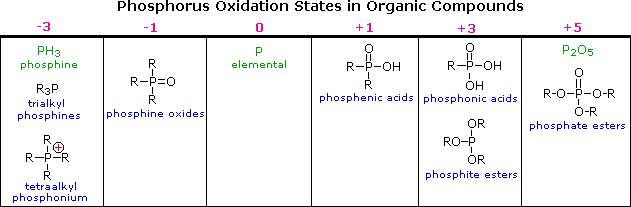 Phosphorus Oxidation States in Organic Compounds
-3 -1 0 +1 +3 +5
PH3
phosphine
R3P
trialkyl
phosphines
R
R-P-R
R
+
tetraalkyl
phosphonium
R
R-P=O
R
phosphine oxides
P
elemental
O
R-P-OH
R
phosphenic acids
O
R-P-OH
OH
phosphonic acids
OR
RO-P
OR
phosphite esters
P2O5
O
R-O-P-O-R
O-R
phosphate esters